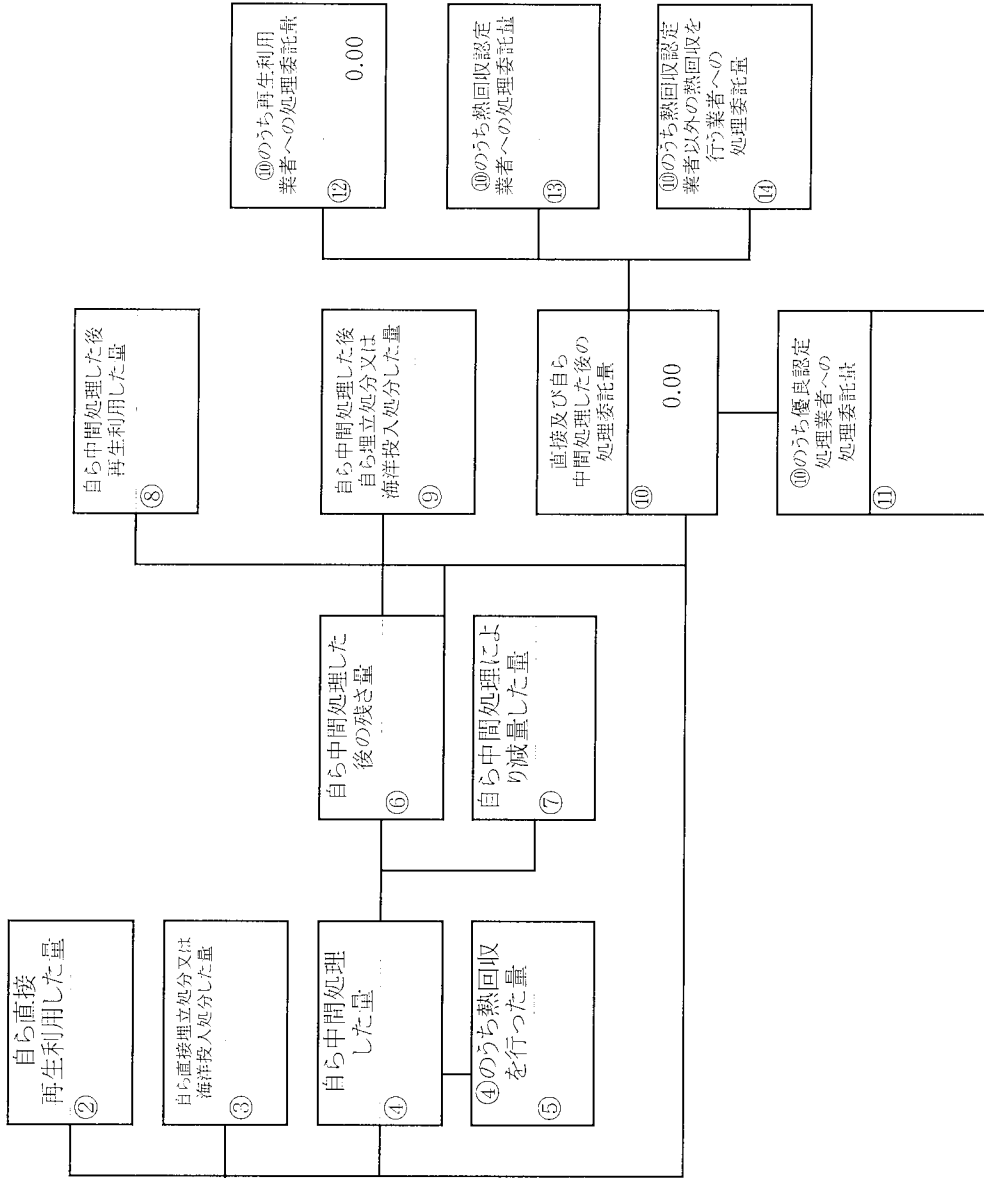 自ら直接
再生利用した量
②
自ら直接埋立処分又は
海洋投入処分した量
③
自ら中間処理
した量
④
④のうち熱回収
を行った量
⑤
自ら中間処理した
後の残さ量
⑥
自ら中間処理によ
り減量した量
⑦
自ら中間処理した後
再生利用した量
⑧
自ら中間処理した後
自ら埋立処分又は
海洋投入処分した量
⑨
直接及び自ら
中間処理した後の
処理委託量
⑩
0.00
⑩のうち優良認定
処理業者への
処理委託量
⑪
⑩のうち再生利用
業者への処理委託量
⑫
0.00
⑩のうち熱回収認定
業者への処理委託量
⑬
⑩のうち熱回収認定
業者以外の熱回収を
行う業者への
処理委託量
⑭